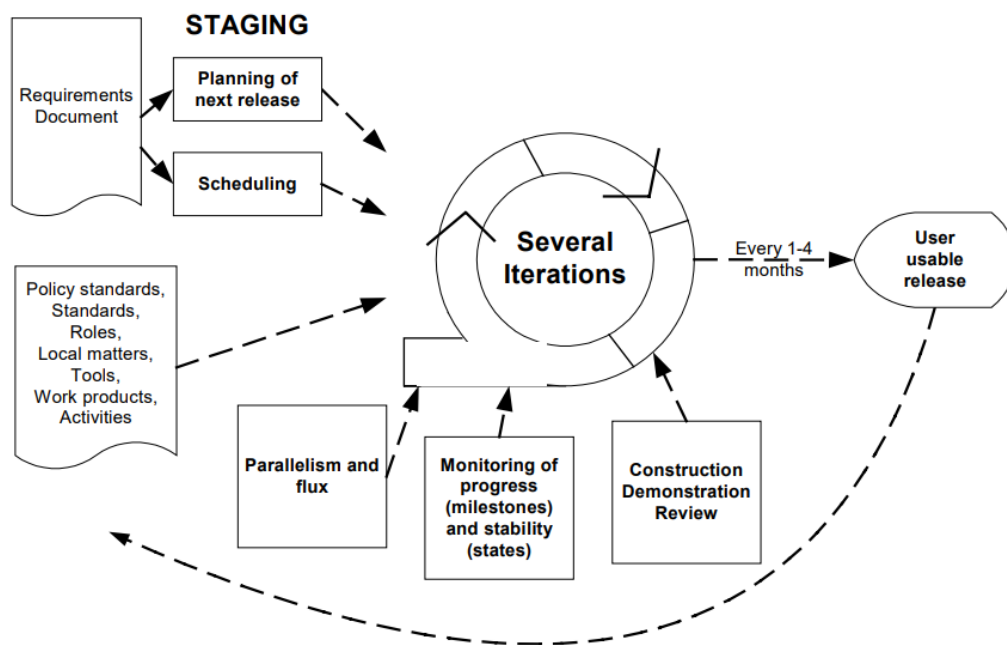 STAGING
Requirements
Document
Planning of
next release
Scheduling
Policy standards,
Standards,
Roles,
Local matters,
Tools,
Work products,
Activities
Several
Iterations
Every 1-4
months
User
usable
release
Parallelism and
flux
Monitoring of
progress
(milestones)
and stability
(states)
Construction
Demonstration
Review